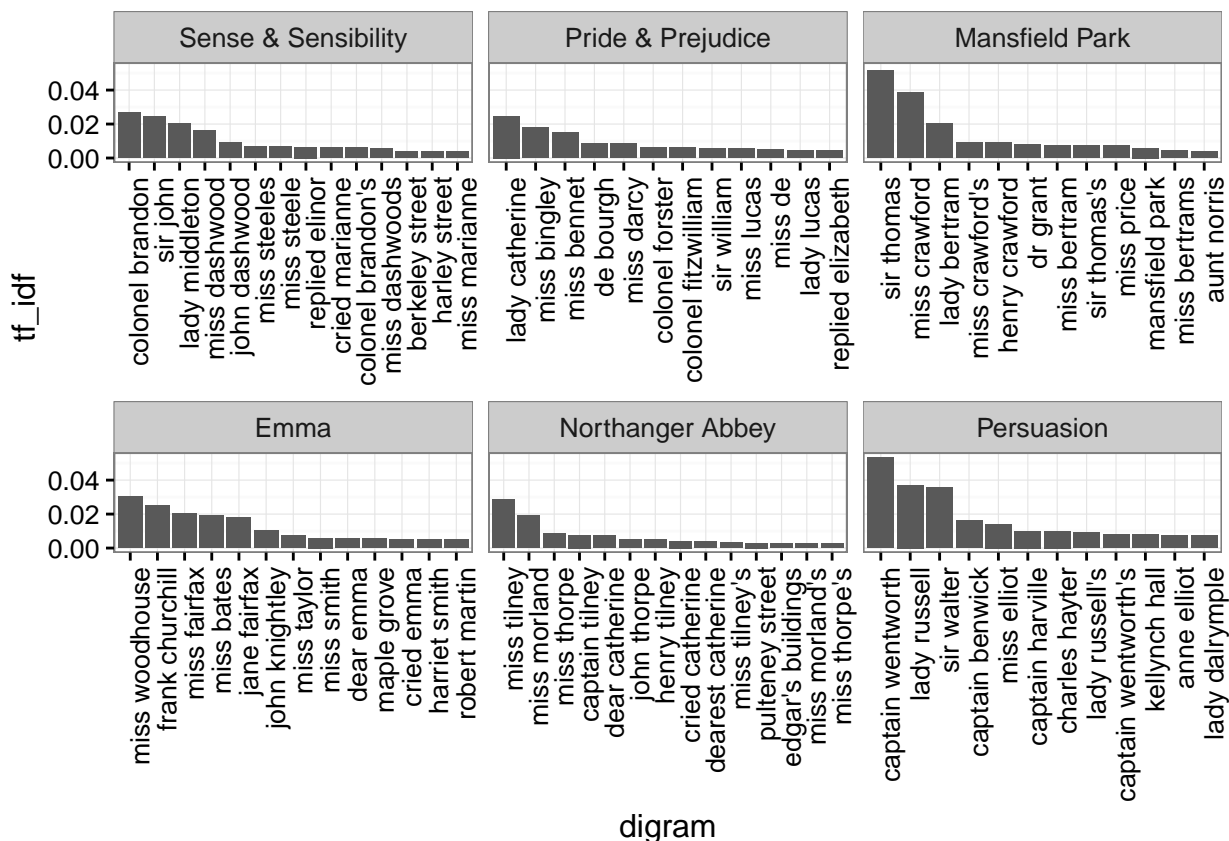 Sense & Sensibility
Pride & Prejudice
Mansfield Park
tf_idf
0.04
0.02
0.00
colonel brandon
sir john
lady middleton
miss dashwood
john dashwood
miss steeles
miss steele
replied elinor
cried marianne
colonel brandon's
miss dashwoods
berkeley street
harley street
miss marianne
lady catherine
miss bingley
miss bennet
de bourgh
miss darcy
colonel forster
colonel fitzwilliam
sir william
miss lucas
miss de
lady lucas
replied elizabeth
sir thomas
miss crawford
lady bertram
miss crawford's
henry crawford
dr grant
miss bertram
sir thomas's
miss price
mansfield park
miss bertrams
aunt norris
Emma
Northanger Abbey
Persuasion
0.04
0.02
0.00
miss woodhouse
frank churchill
miss fairfax
miss bates
jane fairfax
john knightley
miss taylor
miss smith
dear emma
maple grove
cried emma
harriet smith
robert martin
miss tilney
miss morland
miss thorpe
captain tilney
dear catherine
john thorpe
henry tilney
cried catherine
dearest catherine
miss tilney's
pulteney street
edgar's buildings
miss morland's
miss thorpe's
captain wentworth
lady russell
sir walter
captain benwick
miss elliot
captain harville
charles hayter
lady russell's
captain wentworth's
kellynch hall
anne elliot
lady dalrymple
digram